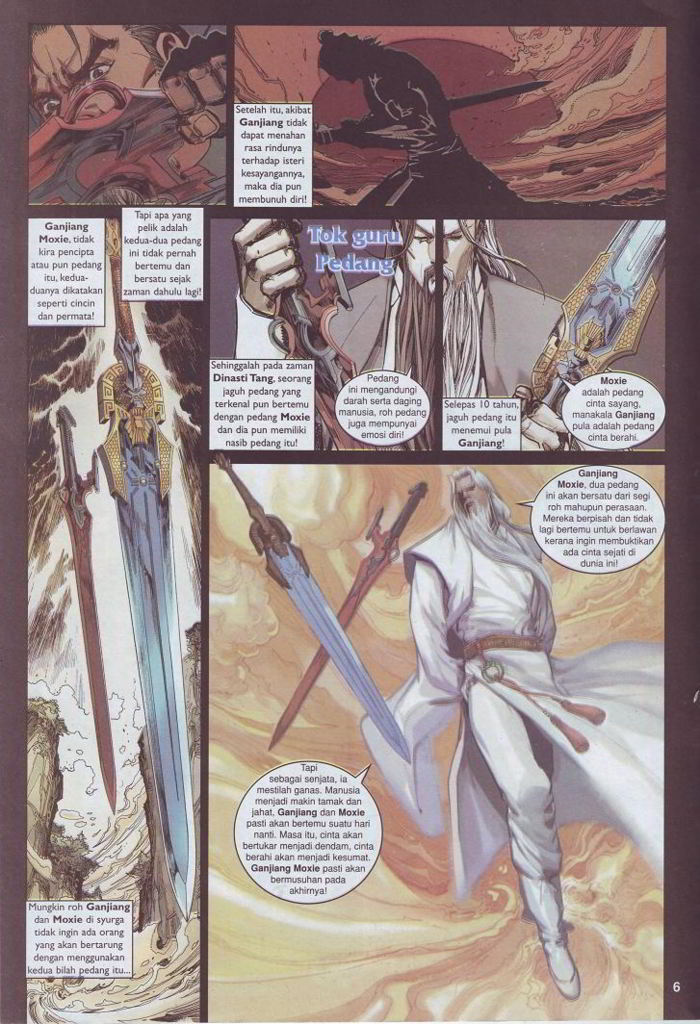 Setelah itu, akibat
Ganjiang tidak
dapat menahan
rasa rindunya
terhadap isteri
kesayangannya,
maka dia pun
membunuh diri!
Ganjiang
Moxie, tidak
kira pencipta
atau pun pedang
itu, kedua-
duanya dikatakan
seperti cincin
dan permata!
Tapi apa yang
pelik adalah
kedua-dua pedang
ini tidak pernah
bertemu dan
bersatu sejak
zaman dahulu lagi!
Tok guru
Pedang
Sehinggalah pada zaman
Dinasti Tang, seorang
jaguh pedang yang
terkenal pun bertemu
dengan pedang Moxie
dan dia pun memiliki
nasib pedang itu!
Pedang
ini mengandungi
darah serta daging
manusia, roh pedang
juga mempunyai
emosi diri!
Selepas 10 tahun,
jaguh pedang itu
menemui pula
Ganjiang!
Moxie
adalah pedang
cinta sayang,
manakala Ganjiang
pula adalah pedang
cinta berahi.
Ganjiang
Moxie, dua pedang
ini akan bersatu dari segi
roh mahupun perasaan.
Mereka berpisah dan tidak
lagi bertemu untuk berlawan
kerana ingin membuktikan
ada cinta sejati di
dunia ini!
Tapi
sebagai senjata, ia
mestilah ganas. Manusia
menjadi makin tamak dan
jahat, Ganjiang dan Moxie
pasti akan bertemu suatu hari
nanti. Masa itu, cinta akan
bertukar menjadi dendam, cinta
berahi akan menjadi kesumat.
Ganjiang Moxie pasti akan
bermusuhan pada
akhirnya!
Mungkin roh Ganjiang
dan Moxie di syurga
tidak ingin ada orang
yang akan bertarung
dengan menggunakan
kedua bilah pedang itu...
6